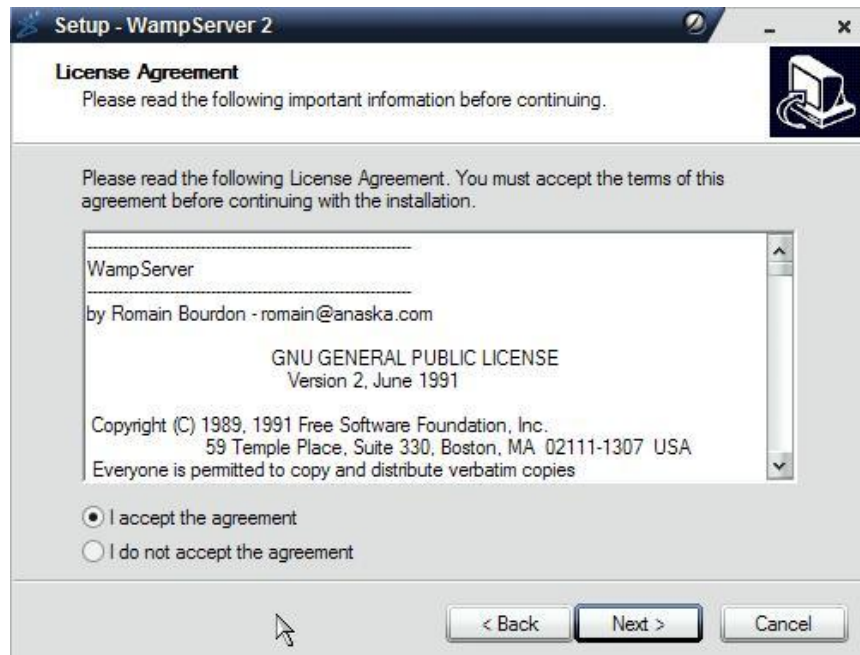 Setup - WampServer 2
License Agreement
Please read the following important information before continuing.
Please read the following License Agreement. You must accept the terms of this
agreement before continuing with the installation.
WampServer
by Romain Bourdon - romain@anaska.com
GNU GENERAL PUBLIC LICENSE
Version 2, June 1991
Copyright (C) 1989, 1991 Free Software Foundation, Inc.
59 Temple Place, Suite 330, Boston, MA 02111-1307 USA
Everyone is permitted to copy and distribute verbatim copies
I accept the agreement
I do not accept the agreement
< Back Next > Cancel